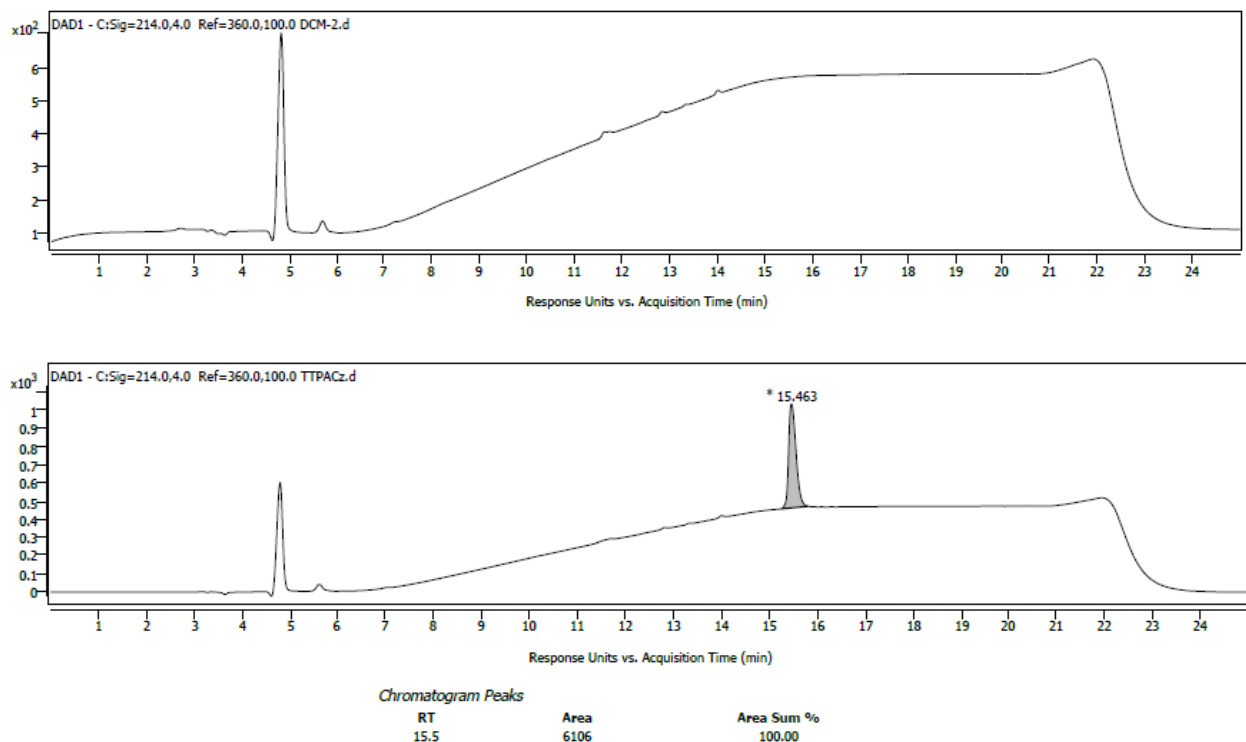 DAD1 - C:Sig=214.0,4.0 Ref=360.0,100.0 DCM-2.d
x10²
6
5
4
3
2
1
1 2 3 4 5 6 7 8 9 10 11 12 13 14 15 16 17 18 19 20 21 22 23 24
Response Units vs. Acquisition Time (min)
DAD1 - C:Sig=214.0,4.0 Ref=360.0,100.0 TTPACz.d
x10³
* 15.463
1
0.9
0.8
0.7
0.6
0.5
0.4
0.3
0.2
0.1
0
1 2 3 4 5 6 7 8 9 10 11 12 13 14 15 16 17 18 19 20 21 22 23 24
Response Units vs. Acquisition Time (min)
Chromatogram Peaks
RT Area Area Sum %
15.5 6106 100.00